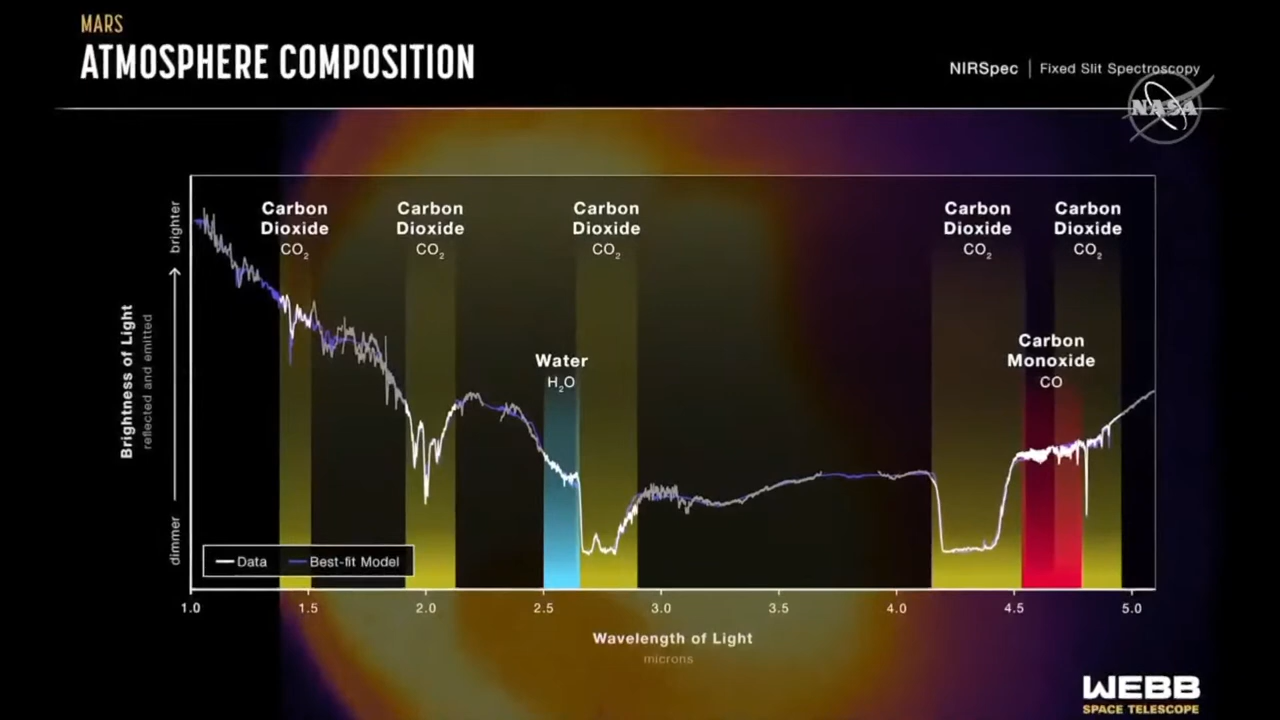 MARS
ATMOSPHERE COMPOSITION
NIRSpec | Fixed Slit Spectroscopy
NASA
brighter
Brightness of Light
reflected and emitted
dimmer
Carbon
Dioxide
CO₂
Carbon
Dioxide
CO₂
Carbon
Dioxide
CO₂
Carbon
Dioxide
CO₂
Carbon
Dioxide
CO₂
Water
H₂O
Carbon
Monoxide
CO
Data
Best-fit Model
1.0 1.5 2.0 2.5 3.0 3.5 4.0 4.5 5.0
Wavelength of Light
microns
WEBB
SPACE TELESCOPE